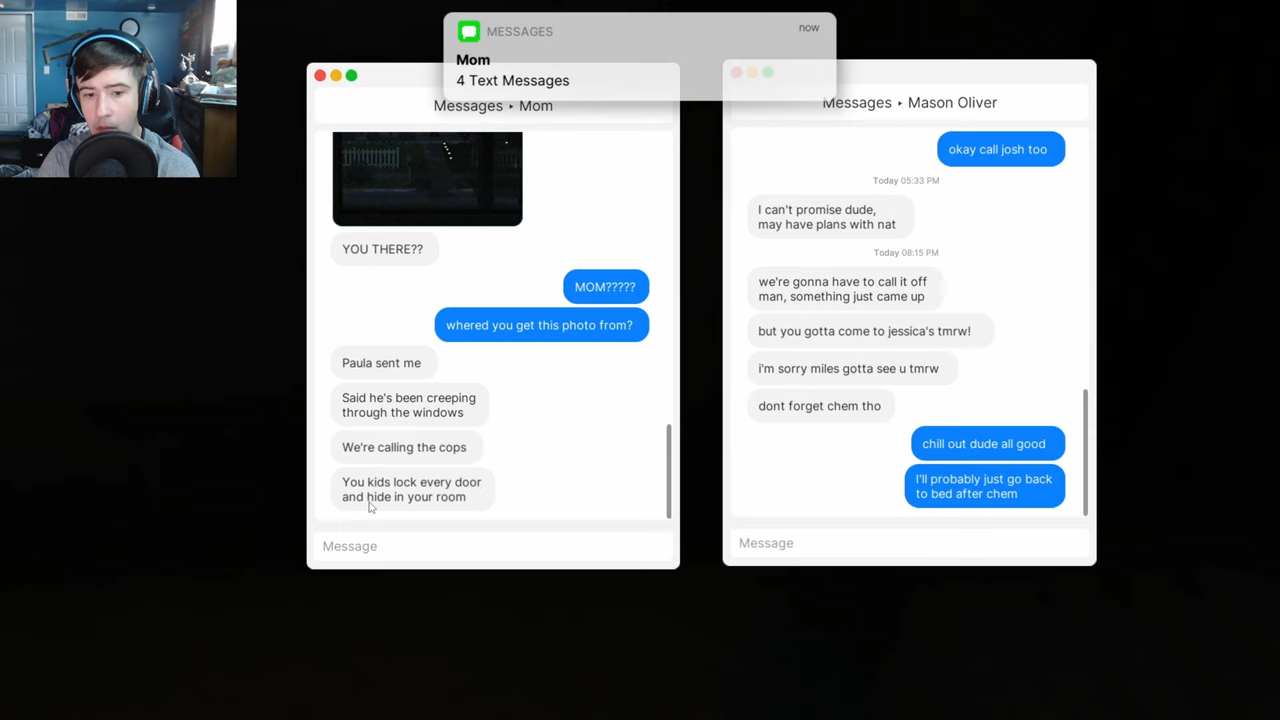 MESSAGES
now
Mom
4 Text Messages
Messages ‣ Mom
YOU THERE??
MOM?????
whered you get this photo from?
Paula sent me
Said he's been creeping
through the windows
We're calling the cops
You kids lock every door
and hide in your room
Message
Messages ‣ Mason Oliver
okay call josh too
Today 05:33 PM
I can't promise dude,
may have plans with nat
Today 08:15 PM
we're gonna have to call it off
man, something just came up
but you gotta come to jessica's tmrw!
i'm sorry miles gotta see u tmrw
dont forget chem tho
chill out dude all good
I'll probably just go back
to bed after chem
Message